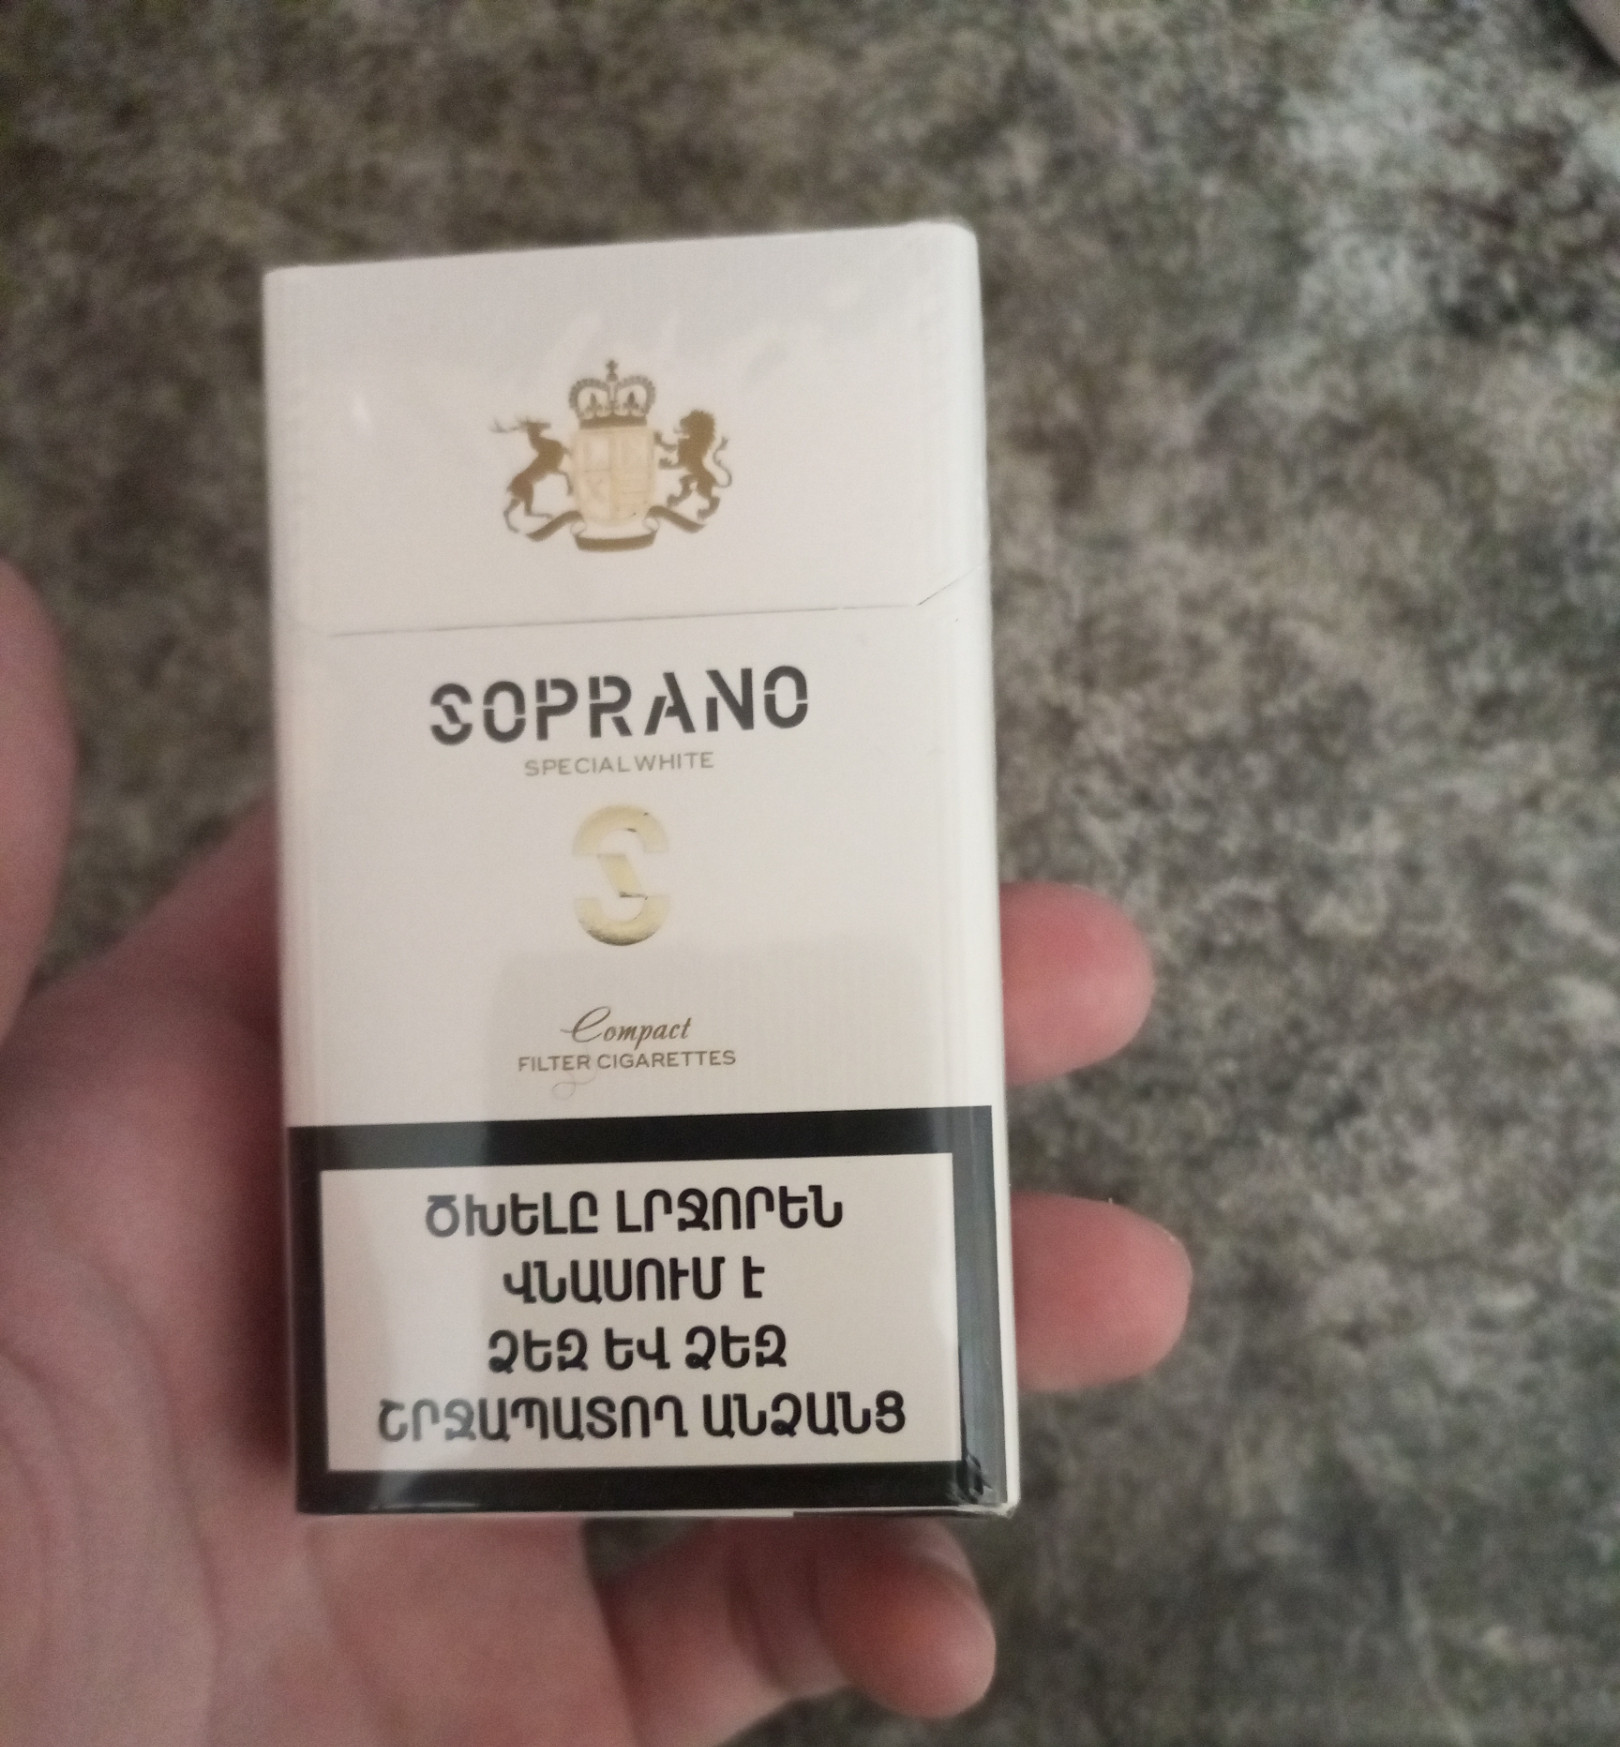 SOPRANO
SPECIAL WHITE
S
Compact
FILTER CIGARETTES
ԾԽԵԼԸ ԼՐՋՈՐԵՆ
ՎՆԱՍՈՒՄ Է
ՁԵԶ ԵՎ ՁԵԶ
ՇՐՋԱՊԱՏՈՂ ԱՆՁԱՆՑ